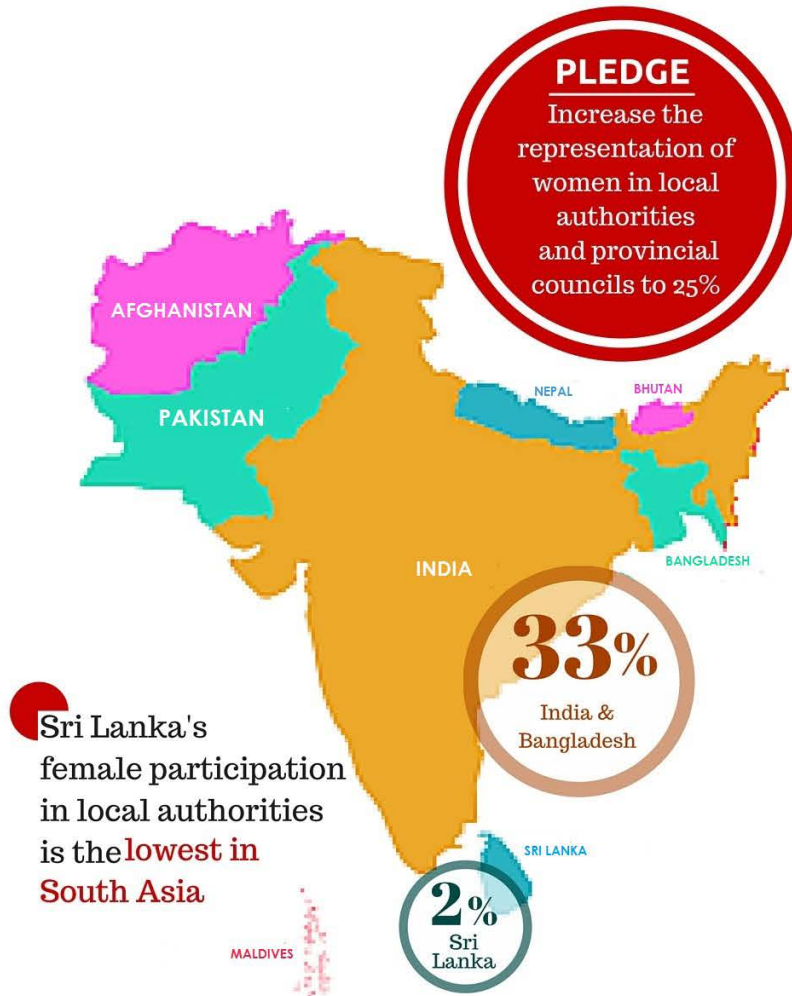 PLEDGE
Increase the
representation of
women in local
authorities
and provincial
councils to 25%
AFGHANISTAN
PAKISTAN
NEPAL
BHUTAN
INDIA
BANGLADESH
33%
India &
Bangladesh
Sri Lanka's
female participation
in local authorities
is the lowest in
South Asia
SRI LANKA
2%
Sri
Lanka
MALDIVES